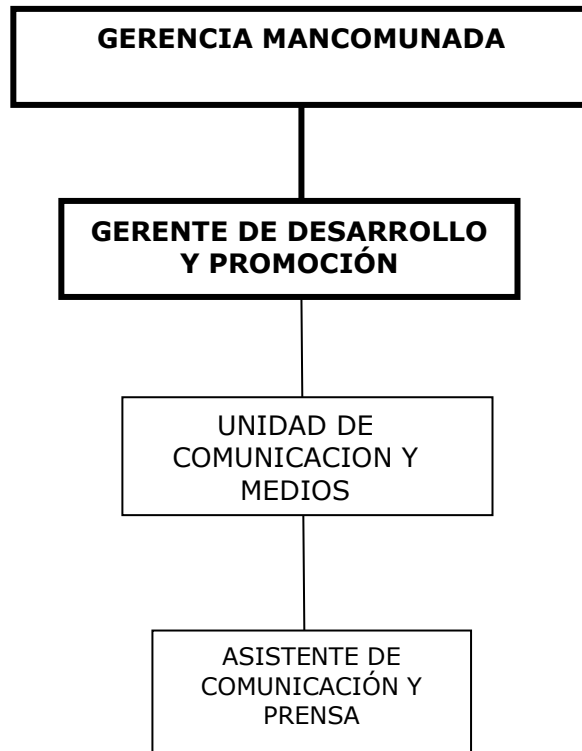 GERENCIA MANCOMUNADA
GERENTE DE DESARROLLO
Y PROMOCIÓN
UNIDAD DE
COMUNICACION Y
MEDIOS
ASISTENTE DE
COMUNICACIÓN Y
PRENSA